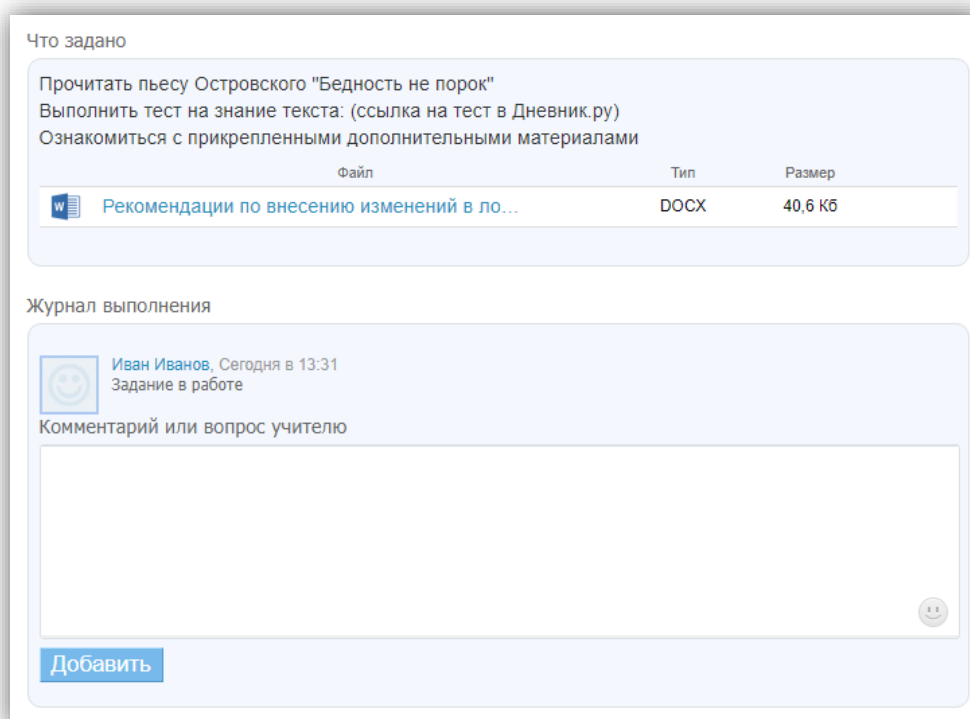 Что задано
Прочитать пьесу Островского "Бедность не порок"
Выполнить тест на знание текста: (ссылка на тест в Дневник.ру)
Ознакомиться с прикрепленными дополнительными материалами
Файл Тип Размер
Рекомендации по внесению изменений в ло... DOCX 40,6 Кб
Журнал выполнения
Иван Иванов, Сегодня в 13:31
Задание в работе
Комментарий или вопрос учителю
Добавить